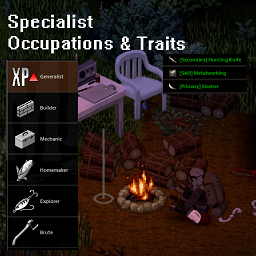 Specialist
Occupations & Traits
XP
Generalist
Builder
Mechanic
Homemaker
Explorer
Brute
[Secondary] Hunting Knife
[Skill] Metalworking
[Primary] Slasher